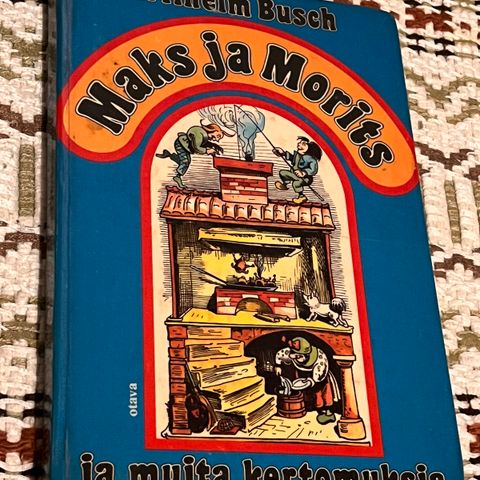 Wilhelm Busch
Maks ja Morits
otava
ja muita kertomuksia